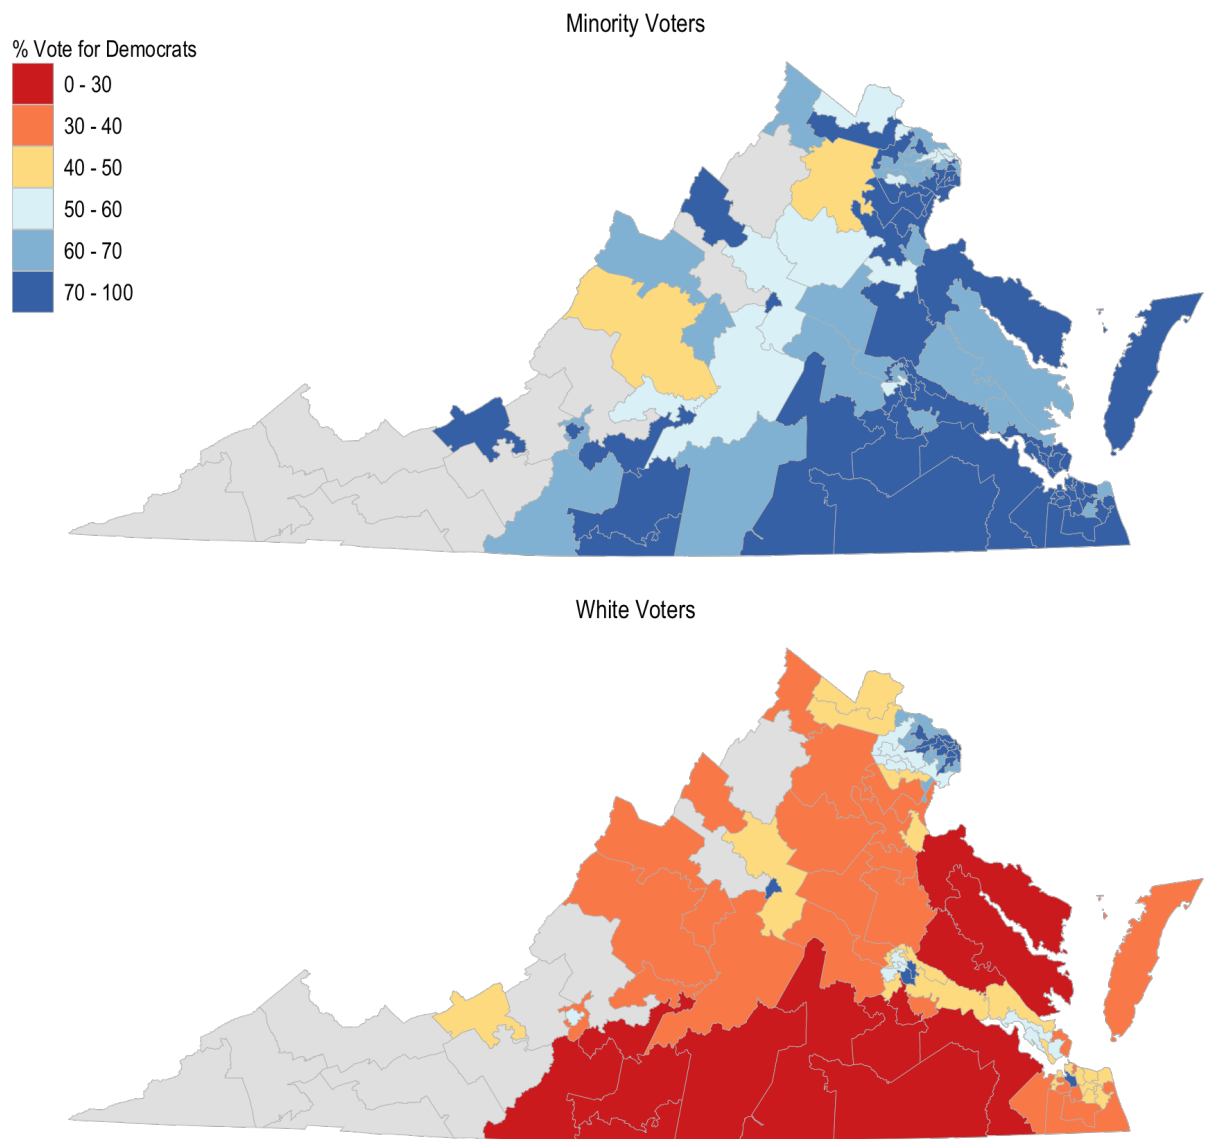 Minority Voters
% Vote for Democrats
0 - 30
30 - 40
40 - 50
50 - 60
60 - 70
70 - 100
White Voters